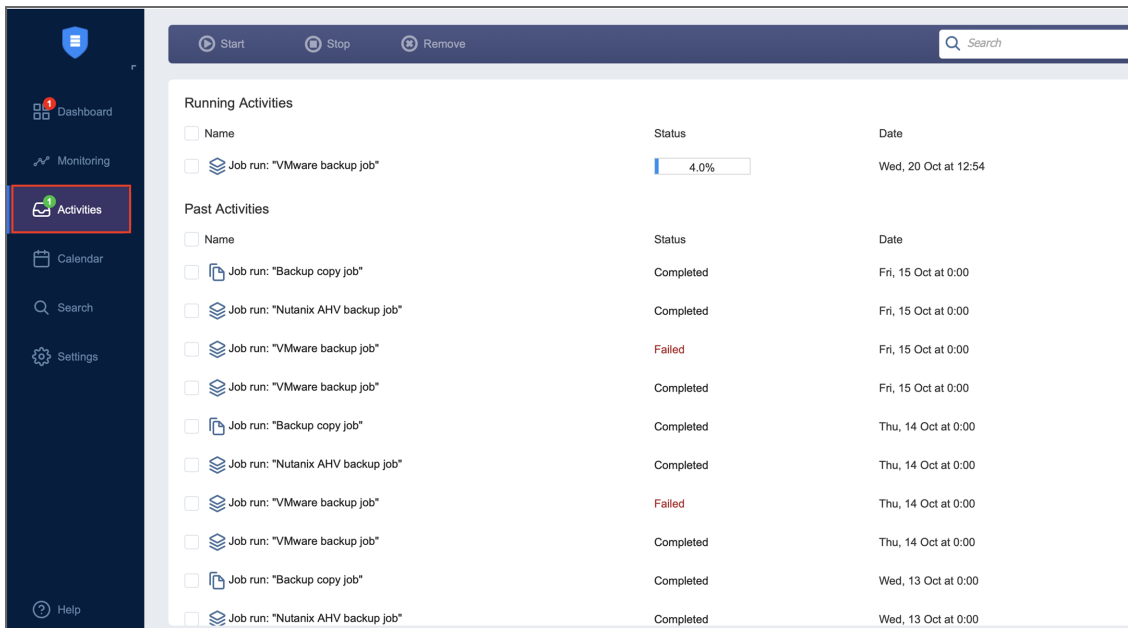 Start Stop Remove Search
1
Dashboard
Monitoring
1
Activities
Calendar
Search
Settings
Help
Running Activities
Name Status Date
Job run: "VMware backup job" 4.0% Wed, 20 Oct at 12:54
Past Activities
Name Status Date
Job run: "Backup copy job" Completed Fri, 15 Oct at 0:00
Job run: "Nutanix AHV backup job" Completed Fri, 15 Oct at 0:00
Job run: "VMware backup job" Failed Fri, 15 Oct at 0:00
Job run: "VMware backup job" Completed Fri, 15 Oct at 0:00
Job run: "Backup copy job" Completed Thu, 14 Oct at 0:00
Job run: "Nutanix AHV backup job" Completed Thu, 14 Oct at 0:00
Job run: "VMware backup job" Failed Thu, 14 Oct at 0:00
Job run: "VMware backup job" Completed Thu, 14 Oct at 0:00
Job run: "Backup copy job" Completed Wed, 13 Oct at 0:00
Job run: "Nutanix AHV backup job" Completed Wed, 13 Oct at 0:00